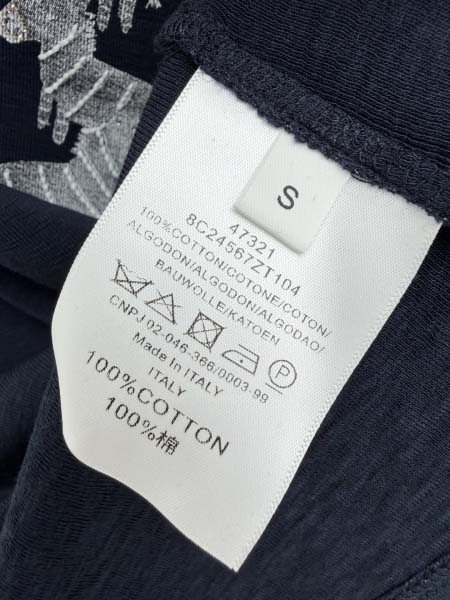 S
47321
8C24567ZT104
100%COTTON/COTONE/COTON/
ALGODON/ALGODON/ALGODAO/
BAUWOLLE/KATOEN
P
CNPJ 02-046-366/0003-99
Made In ITALY
ITALY
100%COTTON
100%棉